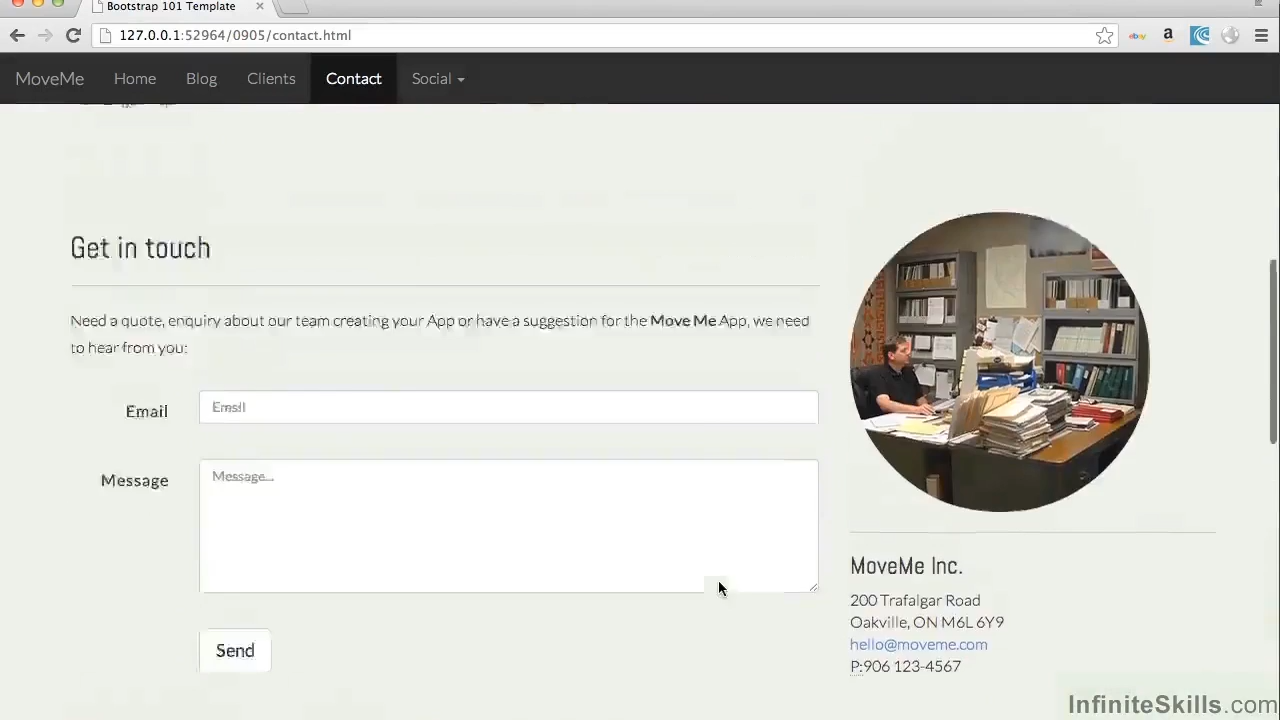 Bootstrap 101 Template
127.0.0.1:52964/0905/contact.html
ebay
a
MoveMe Home Blog Clients Contact Social
Get in touch
Need a quote, enquiry about our team creating your App or have a suggestion for the Move Me App, we need
to hear from you:
Email
Email
Message
Message...
Send
MoveMe Inc.
200 Trafalgar Road
Oakville, ON M6L 6Y9
hello@moveme.com
P:906 123-4567
InfiniteSkills.com